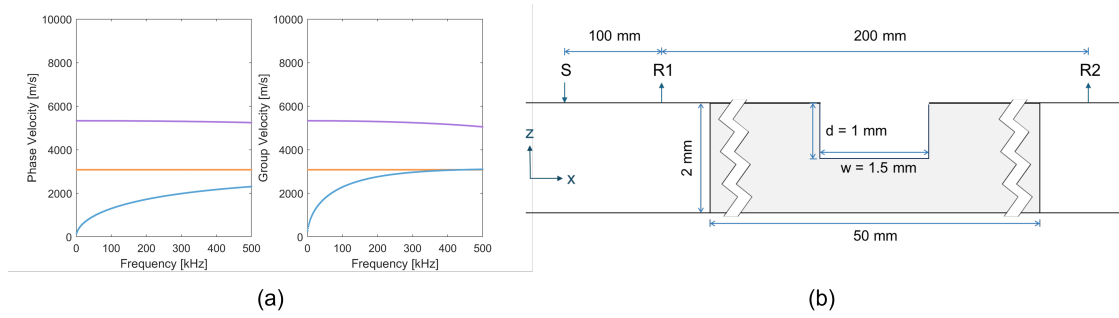 10000
8000
6000
4000
2000
0
0 100 200 300 400 500
Phase Velocity [m/s]
Frequency [kHz]
10000
8000
6000
4000
2000
0
0 100 200 300 400 500
Group Velocity [m/s]
Frequency [kHz]
(a)
100 mm
200 mm
S
R1
R2
z
x
2 mm
d = 1 mm
w = 1.5 mm
50 mm
(b)